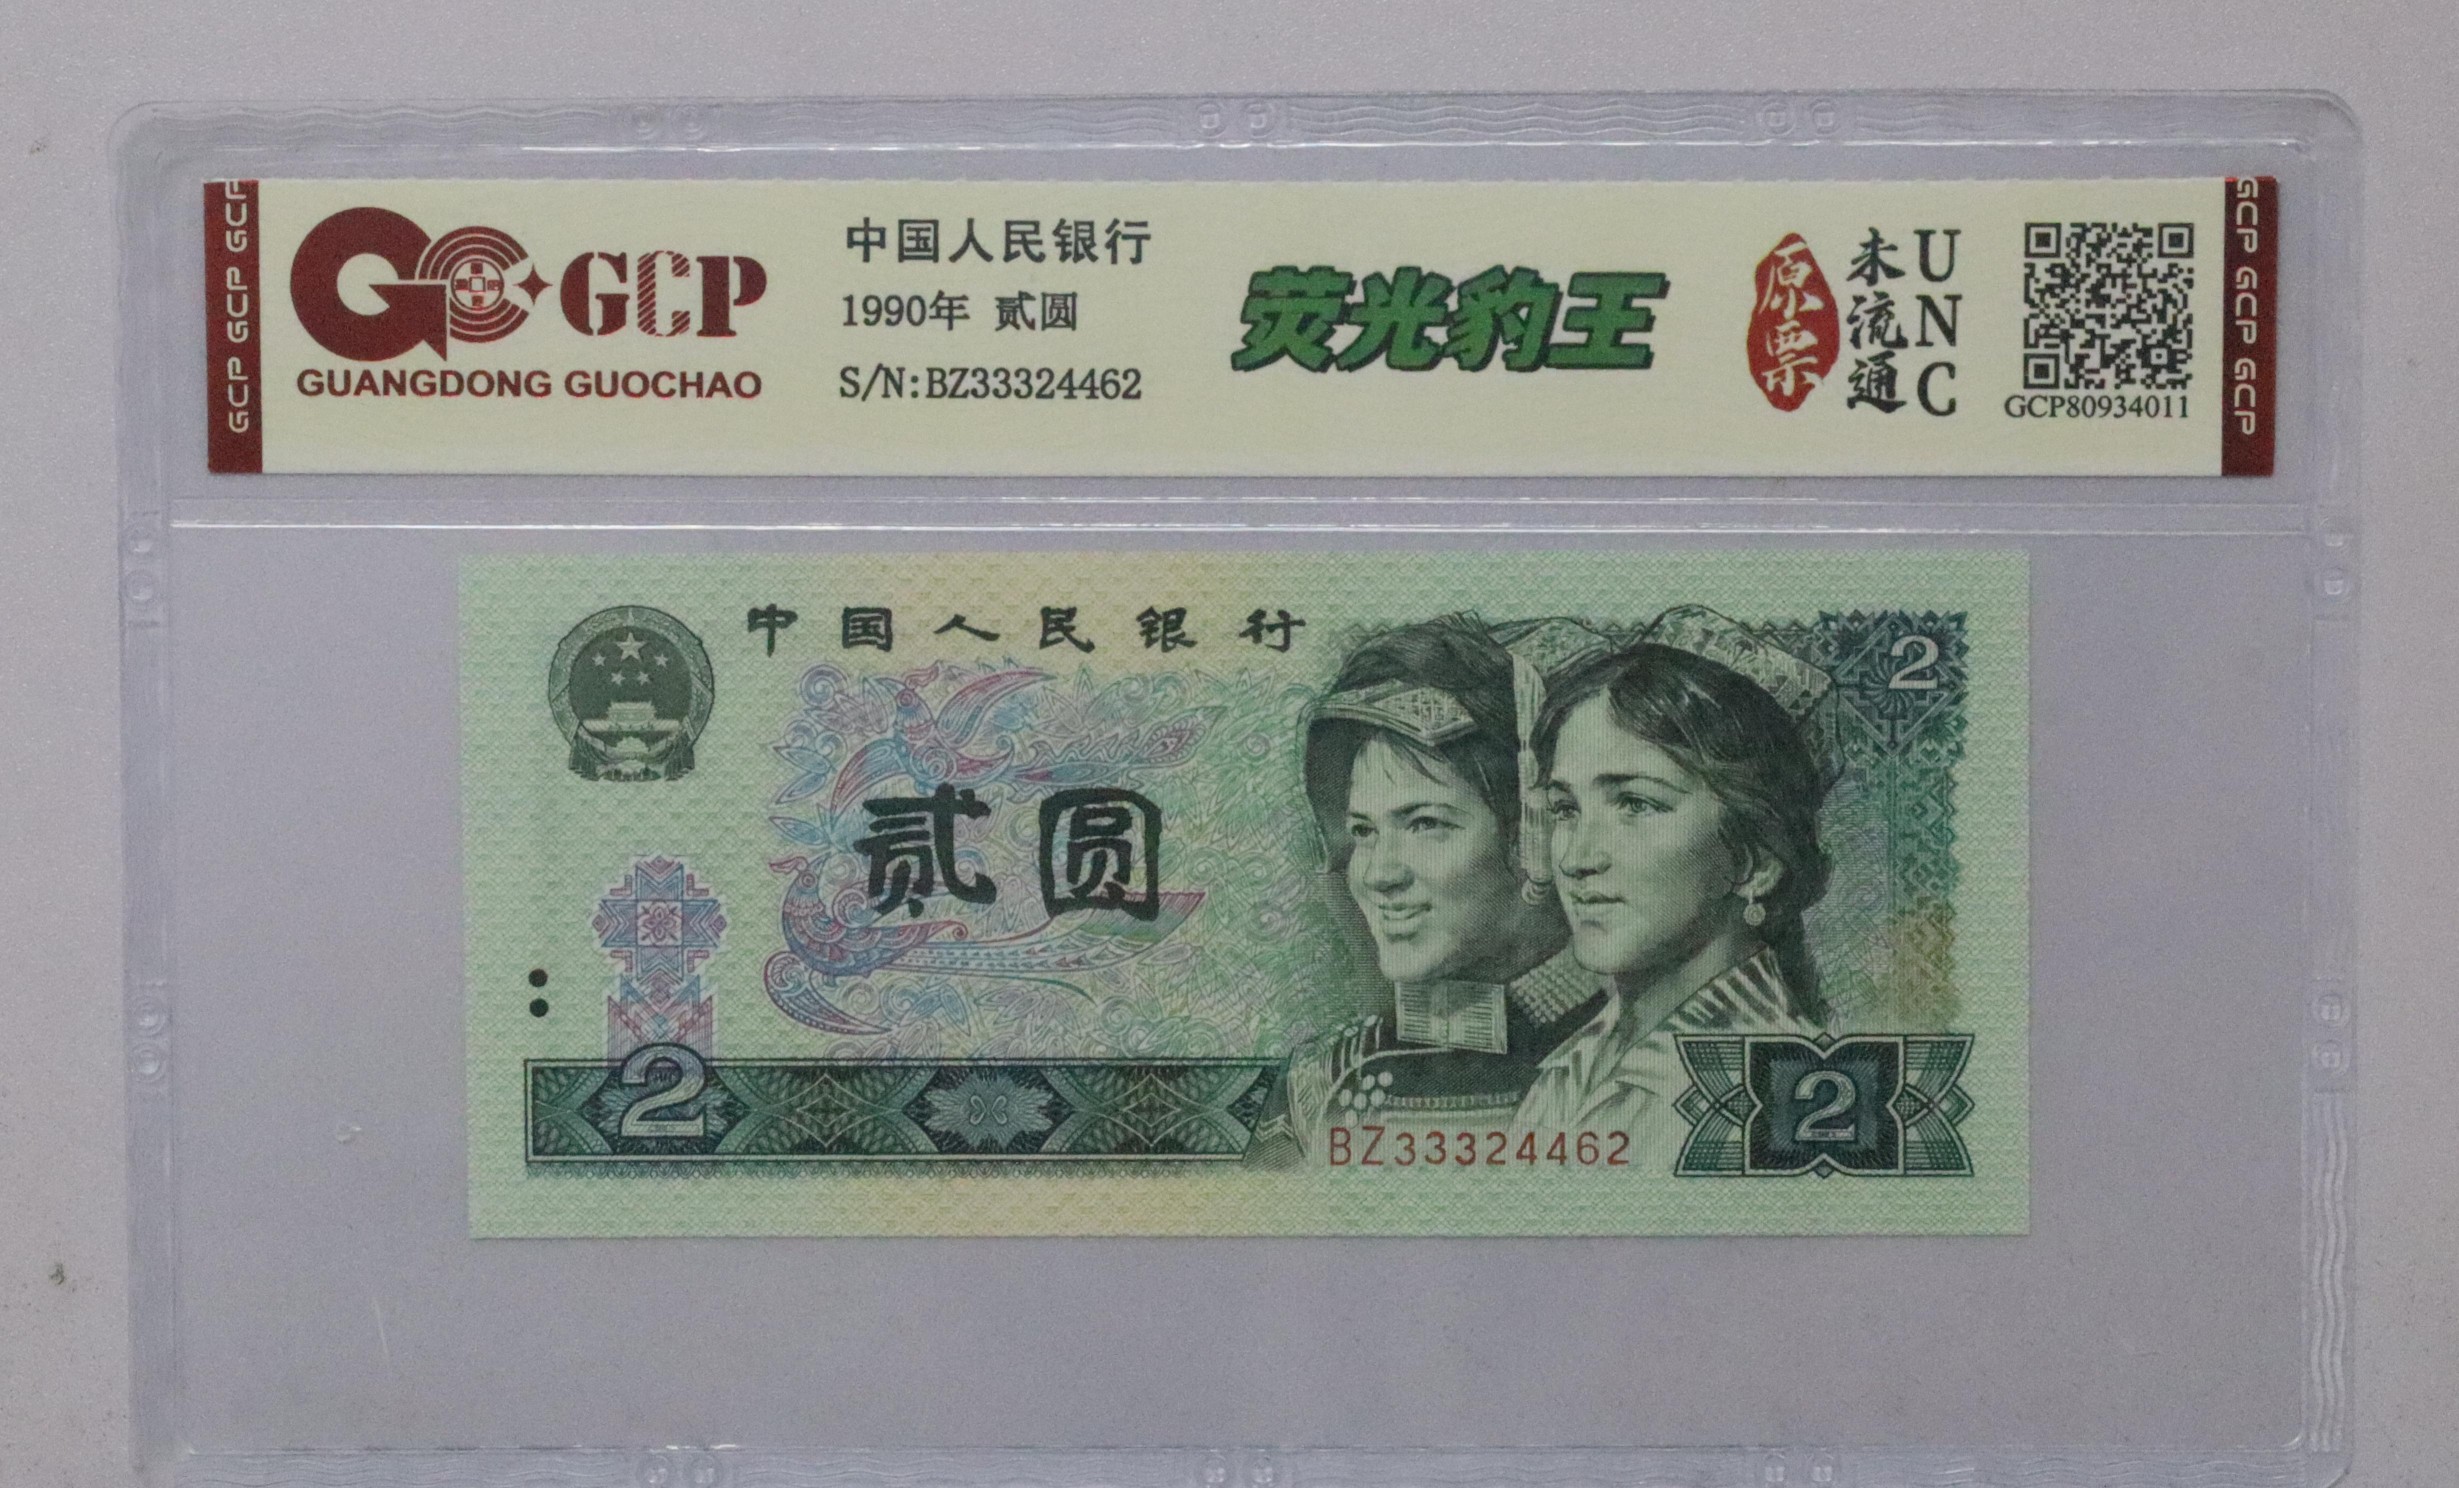 GCP GCP GCP
GCP
GUANGDONG GUOCHAO
中国人民银行
1990年 贰圆
S/N:BZ33324462
荧光豹王
原票
未流通
UNC
GCP80934011
GCP GCP GCP
中国人民银行
2
贰圆
2
BZ33324462
2